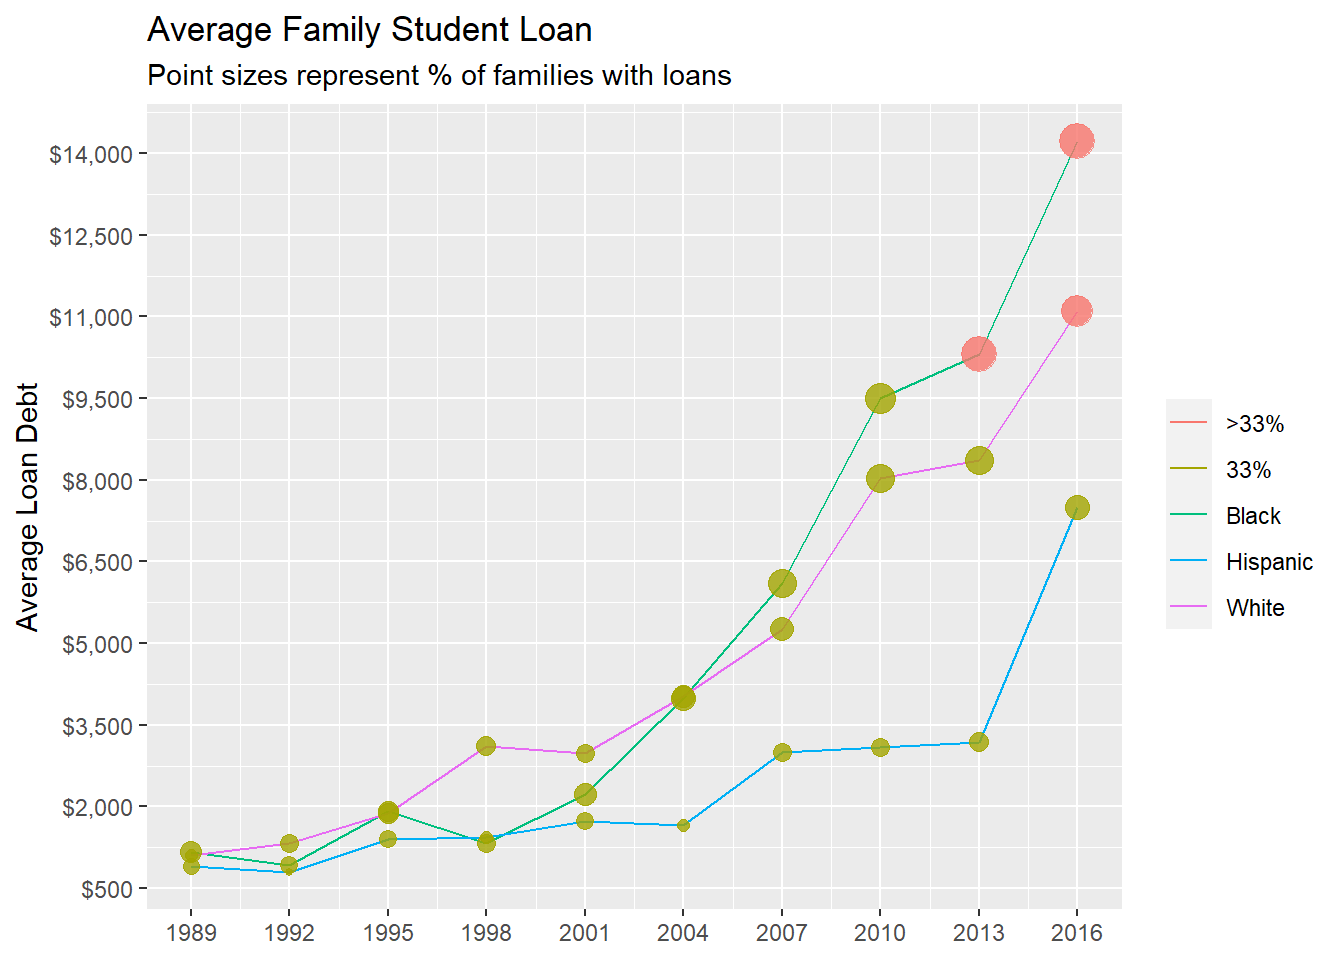 Average Family Student Loan
Point sizes represent % of families with loans
Average Loan Debt
$14,000
$12,500
$11,000
$9,500
$8,000
$6,500
$5,000
$3,500
$2,000
$500
1989 1992 1995 1998 2001 2004 2007 2010 2013 2016
>33%
33%
Black
Hispanic
White